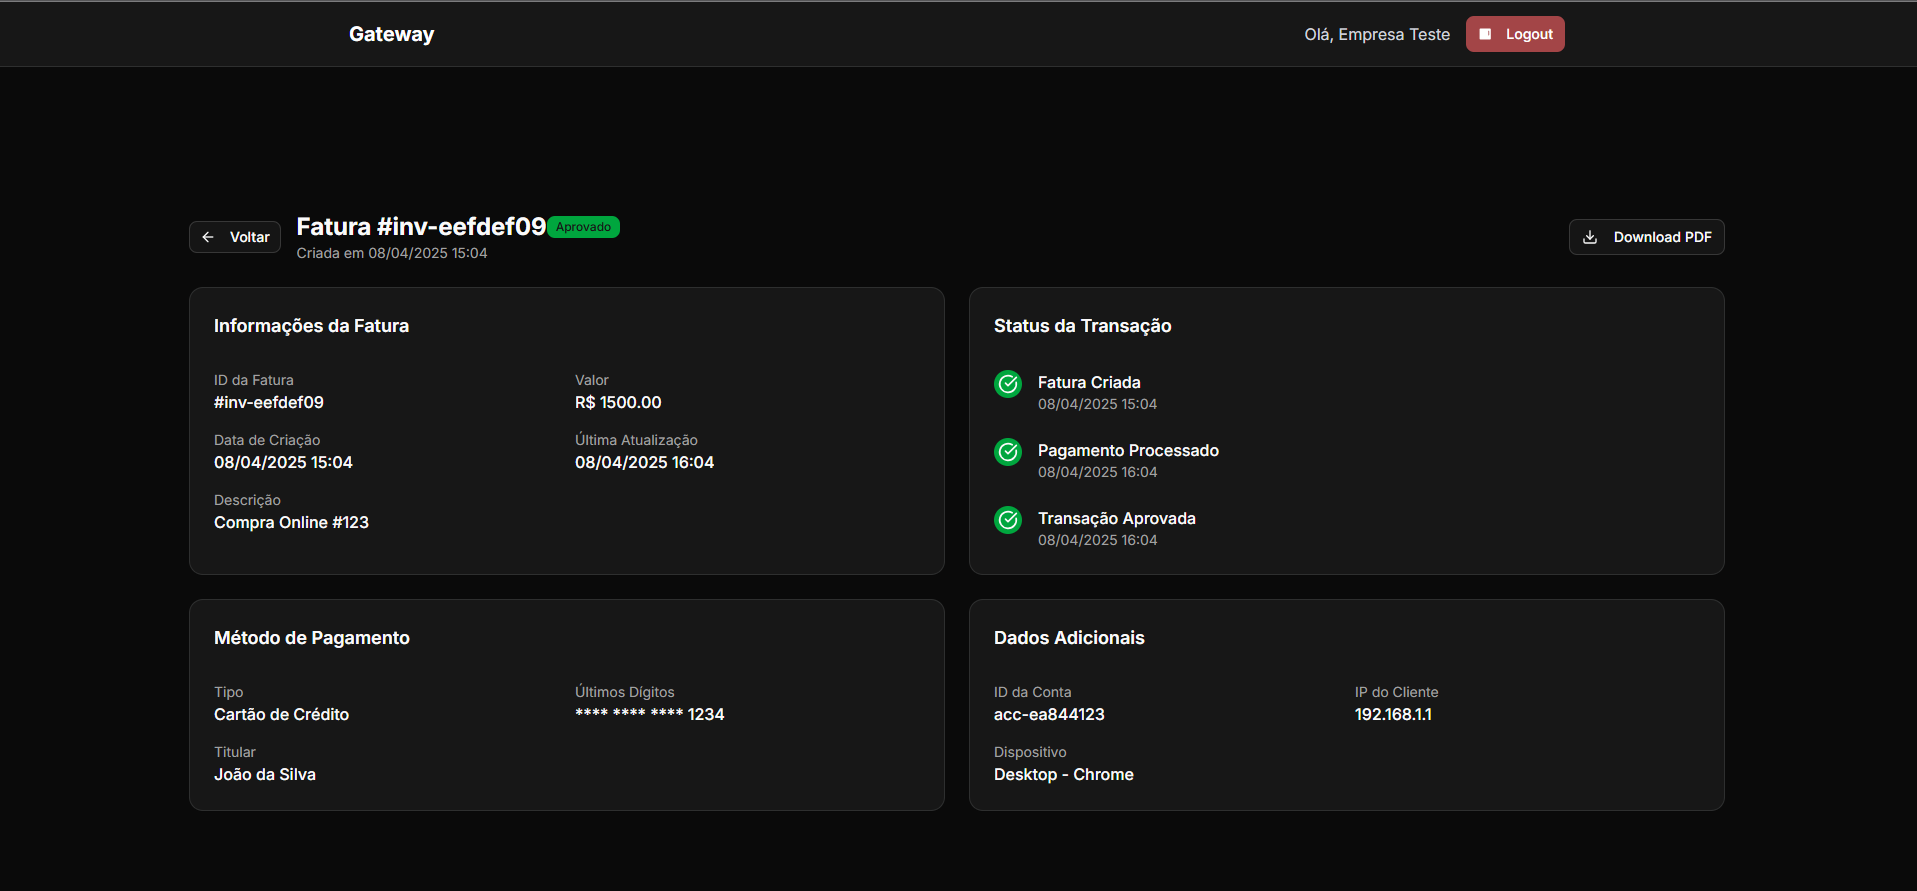 Gateway
Olá, Empresa Teste
Logout
Voltar
Fatura #inv-eefdef09
Aprovado
Criada em 08/04/2025 15:04
Download PDF
Informações da Fatura
ID da Fatura
#inv-eefdef09
Valor
R$ 1500.00
Data de Criação
08/04/2025 15:04
Última Atualização
08/04/2025 16:04
Descrição
Compra Online #123
Status da Transação
Fatura Criada
08/04/2025 15:04
Pagamento Processado
08/04/2025 16:04
Transação Aprovada
08/04/2025 16:04
Método de Pagamento
Tipo
Cartão de Crédito
Últimos Dígitos
**** **** **** 1234
Titular
João da Silva
Dados Adicionais
ID da Conta
acc-ea844123
IP do Cliente
192.168.1.1
Dispositivo
Desktop - Chrome